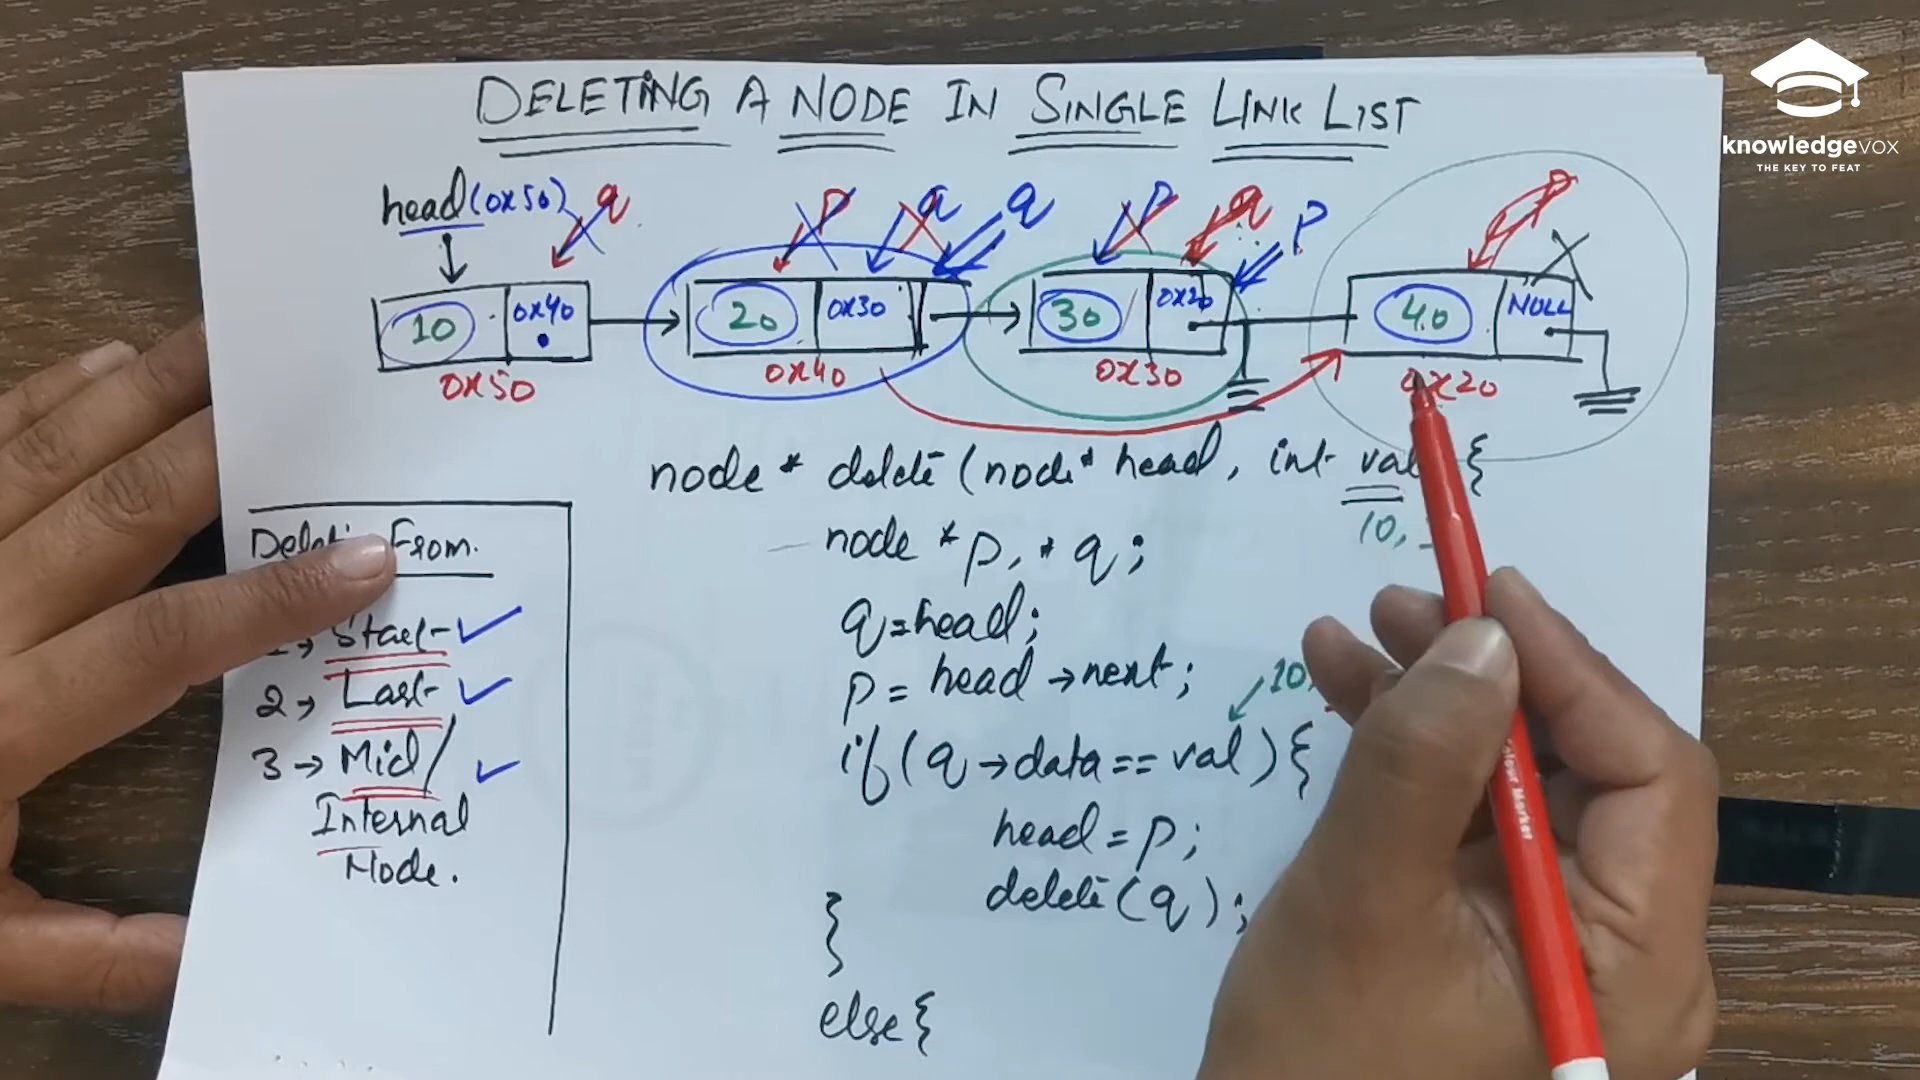 DELETING A NODE IN SINGLE LINK LIST
knowledgevox
THE KEY TO FEAT
head(0x50) q p q q p q p p
10 0x40 20 0x30 30 0x20 40 NULL
0x50 0x40 0x30 0x20
node * delete (node* head, int val {
10,
node *p, *q;
q=head;
p = head →next;
10,
if(q →data== val){
head = p;
delete(q);
}
else{
From.
Start
2→ Last
3→ Mid/
Internal
Node.